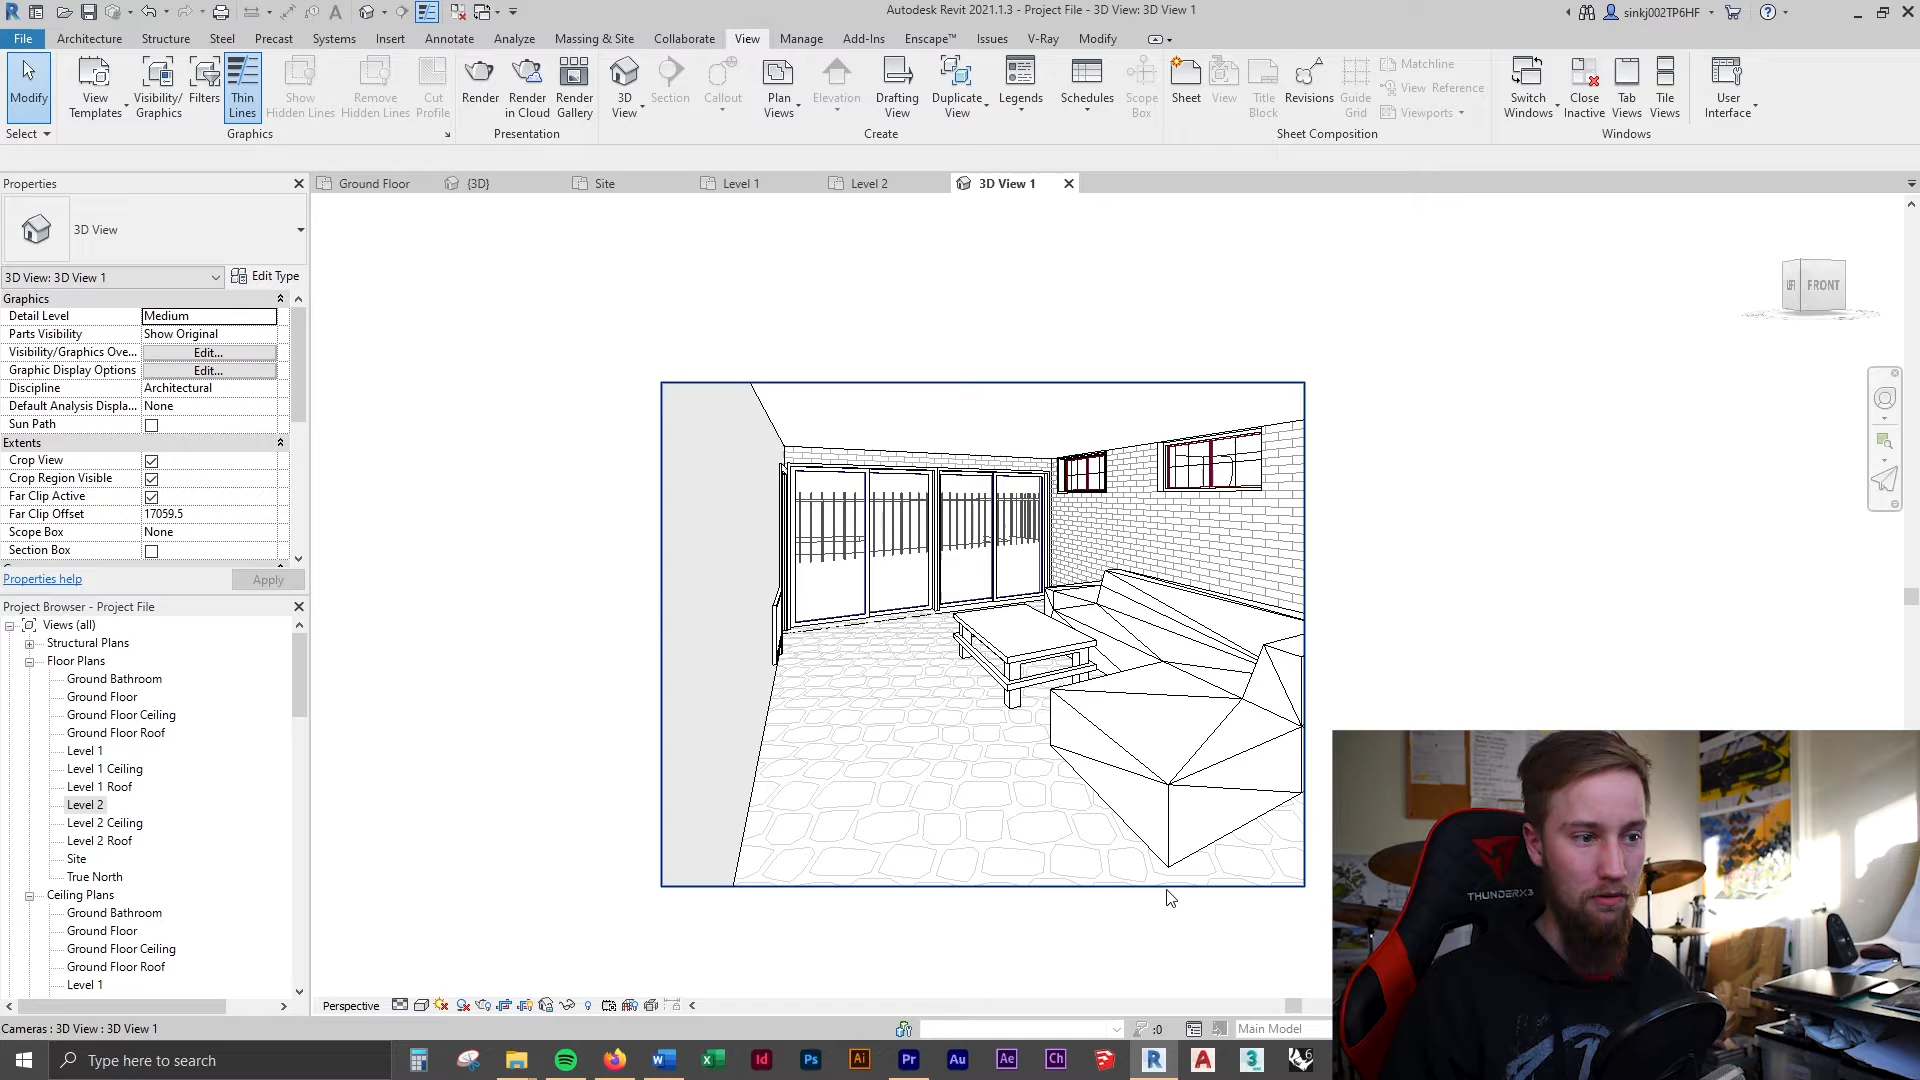 Autodesk Revit 2021.1.3 - Project File - 3D View: 3D View 1
sinkj002TP6HF
File Architecture Structure Steel Precast Systems Insert Annotate Analyze Massing & Site Collaborate View Manage Add-Ins Enscape™ Issues V-Ray Modify
Modify
View Templates
Visibility/ Graphics
Filters
Thin Lines
Show Hidden Lines
Remove Hidden Lines
Cut Profile
Render
Render in Cloud
Render Gallery
3D View
Section
Callout
Plan Views
Elevation
Drafting View
Duplicate View
Legends
Schedules
Scope Box
Sheet
View
Title Block
Revisions
Guide Grid
Matchline
View Reference
Viewports
Switch Windows
Close Inactive
Tab Views
Tile Views
User Interface
Select Graphics Presentation Create Sheet Composition Windows
Properties
Ground Floor {3D} Site Level 1 Level 2 3D View 1
3D View
3D View: 3D View 1 Edit Type
Graphics
Detail Level Medium
Parts Visibility Show Original
Visibility/Graphics Ove... Edit...
Graphic Display Options Edit...
Discipline Architectural
Default Analysis Displa... None
Sun Path
Extents
Crop View
Crop Region Visible
Far Clip Active
Far Clip Offset 17059.5
Scope Box None
Section Box
Properties help Apply
Project Browser - Project File
Views (all)
Structural Plans
Floor Plans
Ground Bathroom
Ground Floor
Ground Floor Ceiling
Ground Floor Roof
Level 1
Level 1 Ceiling
Level 1 Roof
Level 2
Level 2 Ceiling
Level 2 Roof
Site
True North
Ceiling Plans
Ground Bathroom
Ground Floor
Ground Floor Ceiling
Ground Floor Roof
Level 1
FRONT
THUNDERX3
Perspective
Cameras : 3D View : 3D View 1
:0
Main Model
Type here to search
Id Ps Ai Pr Au Ae Ch R A 3